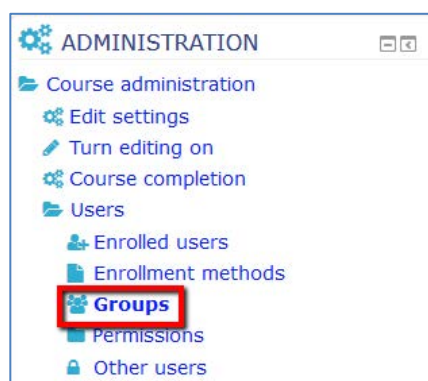 ADMINISTRATION
Course administration
Edit settings
Turn editing on
Course completion
Users
Enrolled users
Enrollment methods
Groups
Permissions
Other users